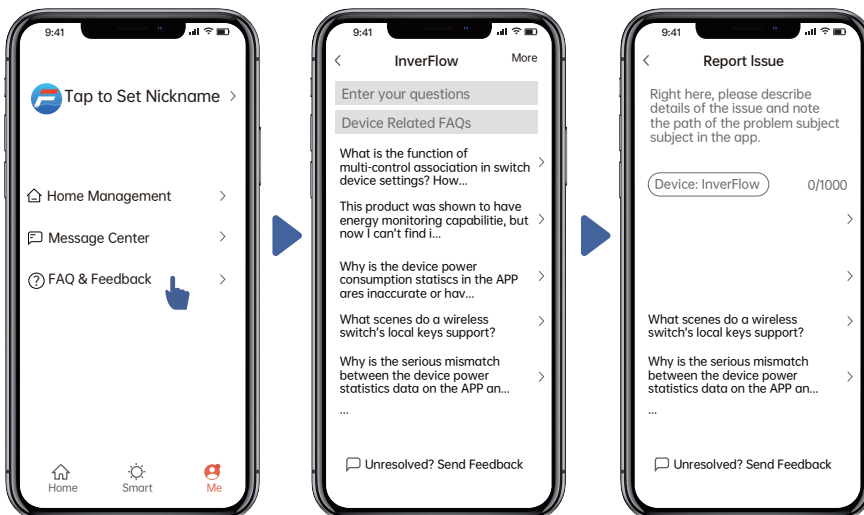 9:41
Tap to Set Nickname
Home Management
Message Center
FAQ & Feedback
Home
Smart
Me
9:41
InverFlow
More
Enter your questions
Device Related FAQs
What is the function of
multi-control association in switch
device settings? How...
This product was shown to have
energy monitoring capabilitie, but
now I can't find i...
Why is the device power
consumption statiscs in the APP
ares inaccurate or hav...
What scenes do a wireless
switch's local keys support?
Why is the serious mismatch
between the device power
statistics data on the APP an...
...
Unresolved? Send Feedback
9:41
Report Issue
Right here, please describe
details of the issue and note
the path of the problem subject
subject in the app.
Device: InverFlow
0/1000
What scenes do a wireless
switch's local keys support?
Why is the serious mismatch
between the device power
statistics data on the APP an...
...
Unresolved? Send Feedback